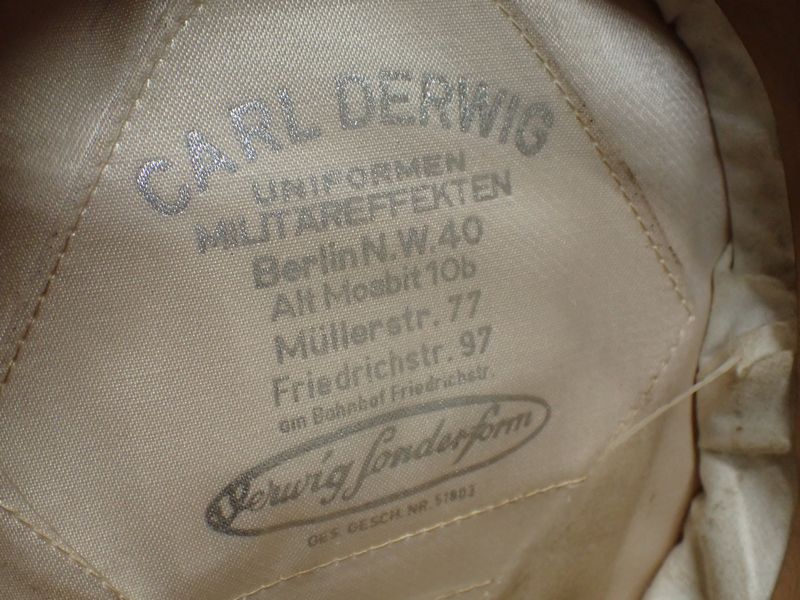 CARL DERWIG
UNIFORMEN
MILITÄREFFEKTEN
Berlin N.W. 40
Alt Moabit 10b
Müllerstr. 77
Friedrichstr. 97
am Bahnhof Friedrichstr.
Derwig Sonderform
GES. GESCH. NR. 51803